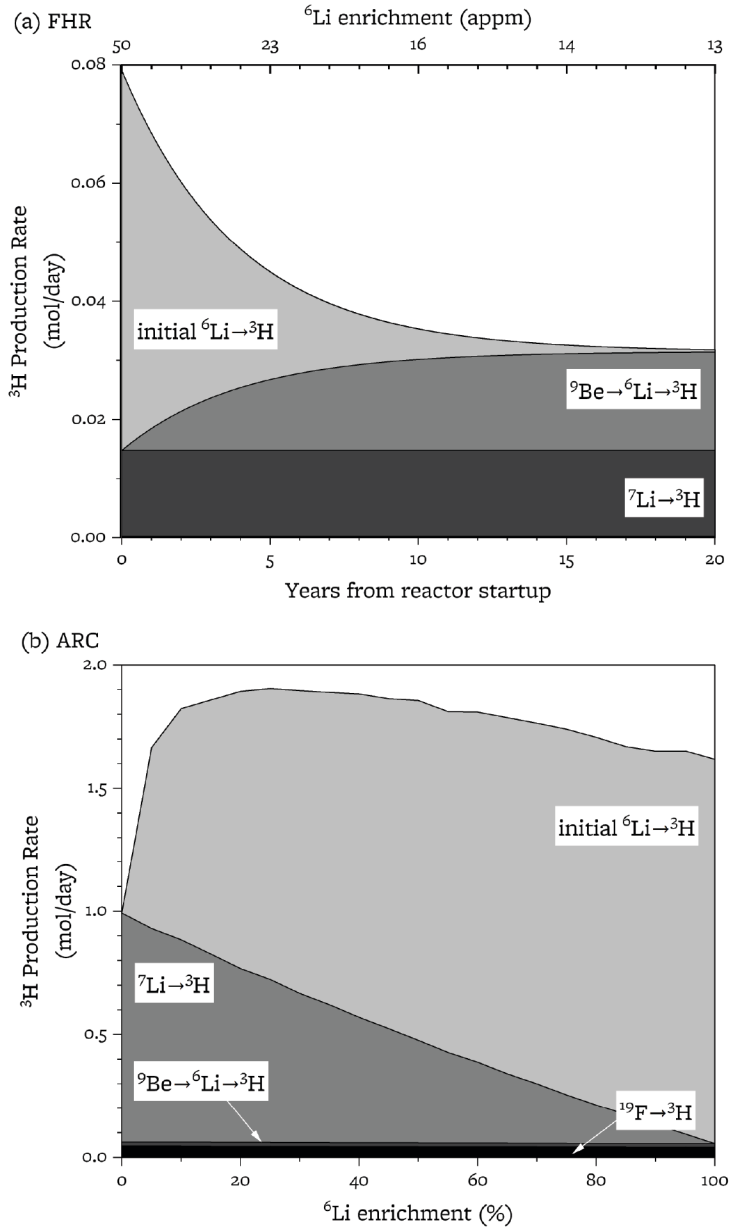 (a) FHR
⁶Li enrichment (appm)
50 23 16 14 13
0.08
0.06
0.04
0.02
0.00
³H Production Rate
(mol/day)
initial ⁶Li→³H
⁹Be→⁶Li→³H
⁷Li→³H
0 5 10 15 20
Years from reactor startup
(b) ARC
2.0
1.5
1.0
0.5
0.0
³H Production Rate
(mol/day)
initial ⁶Li→³H
⁷Li→³H
⁹Be→⁶Li→³H
¹⁹F→³H
0 20 40 60 80 100
⁶Li enrichment (%)